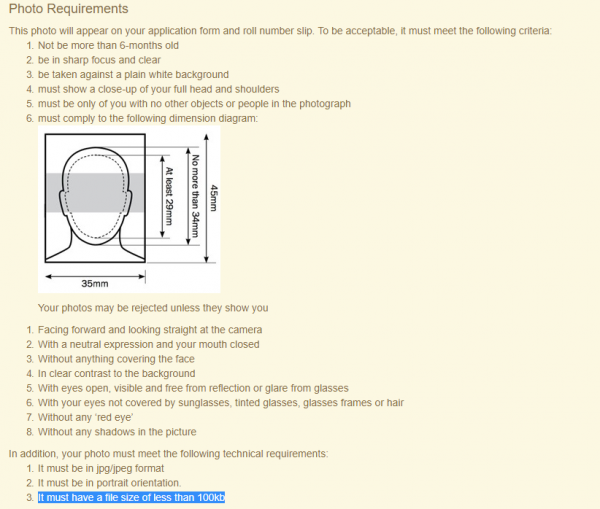 Photo Requirements
This photo will appear on your application form and roll number slip. To be acceptable, it must meet the following criteria:
1. Not be more than 6-months old
2. be in sharp focus and clear
3. be taken against a plain white background
4. must show a close-up of your full head and shoulders
5. must be only of you with no other objects or people in the photograph
6. must comply to the following dimension diagram:
At least 29mm
No more than 34mm
45mm
35mm
Your photos may be rejected unless they show you
1. Facing forward and looking straight at the camera
2. With a neutral expression and your mouth closed
3. Without anything covering the face
4. In clear contrast to the background
5. With eyes open, visible and free from reflection or glare from glasses
6. With your eyes not covered by sunglasses, tinted glasses, glasses frames or hair
7. Without any 'red eye'
8. Without any shadows in the picture
In addition, your photo must meet the following technical requirements:
1. It must be in jpg/jpeg format
2. It must be in portrait orientation.
3. It must have a file size of less than 100kb